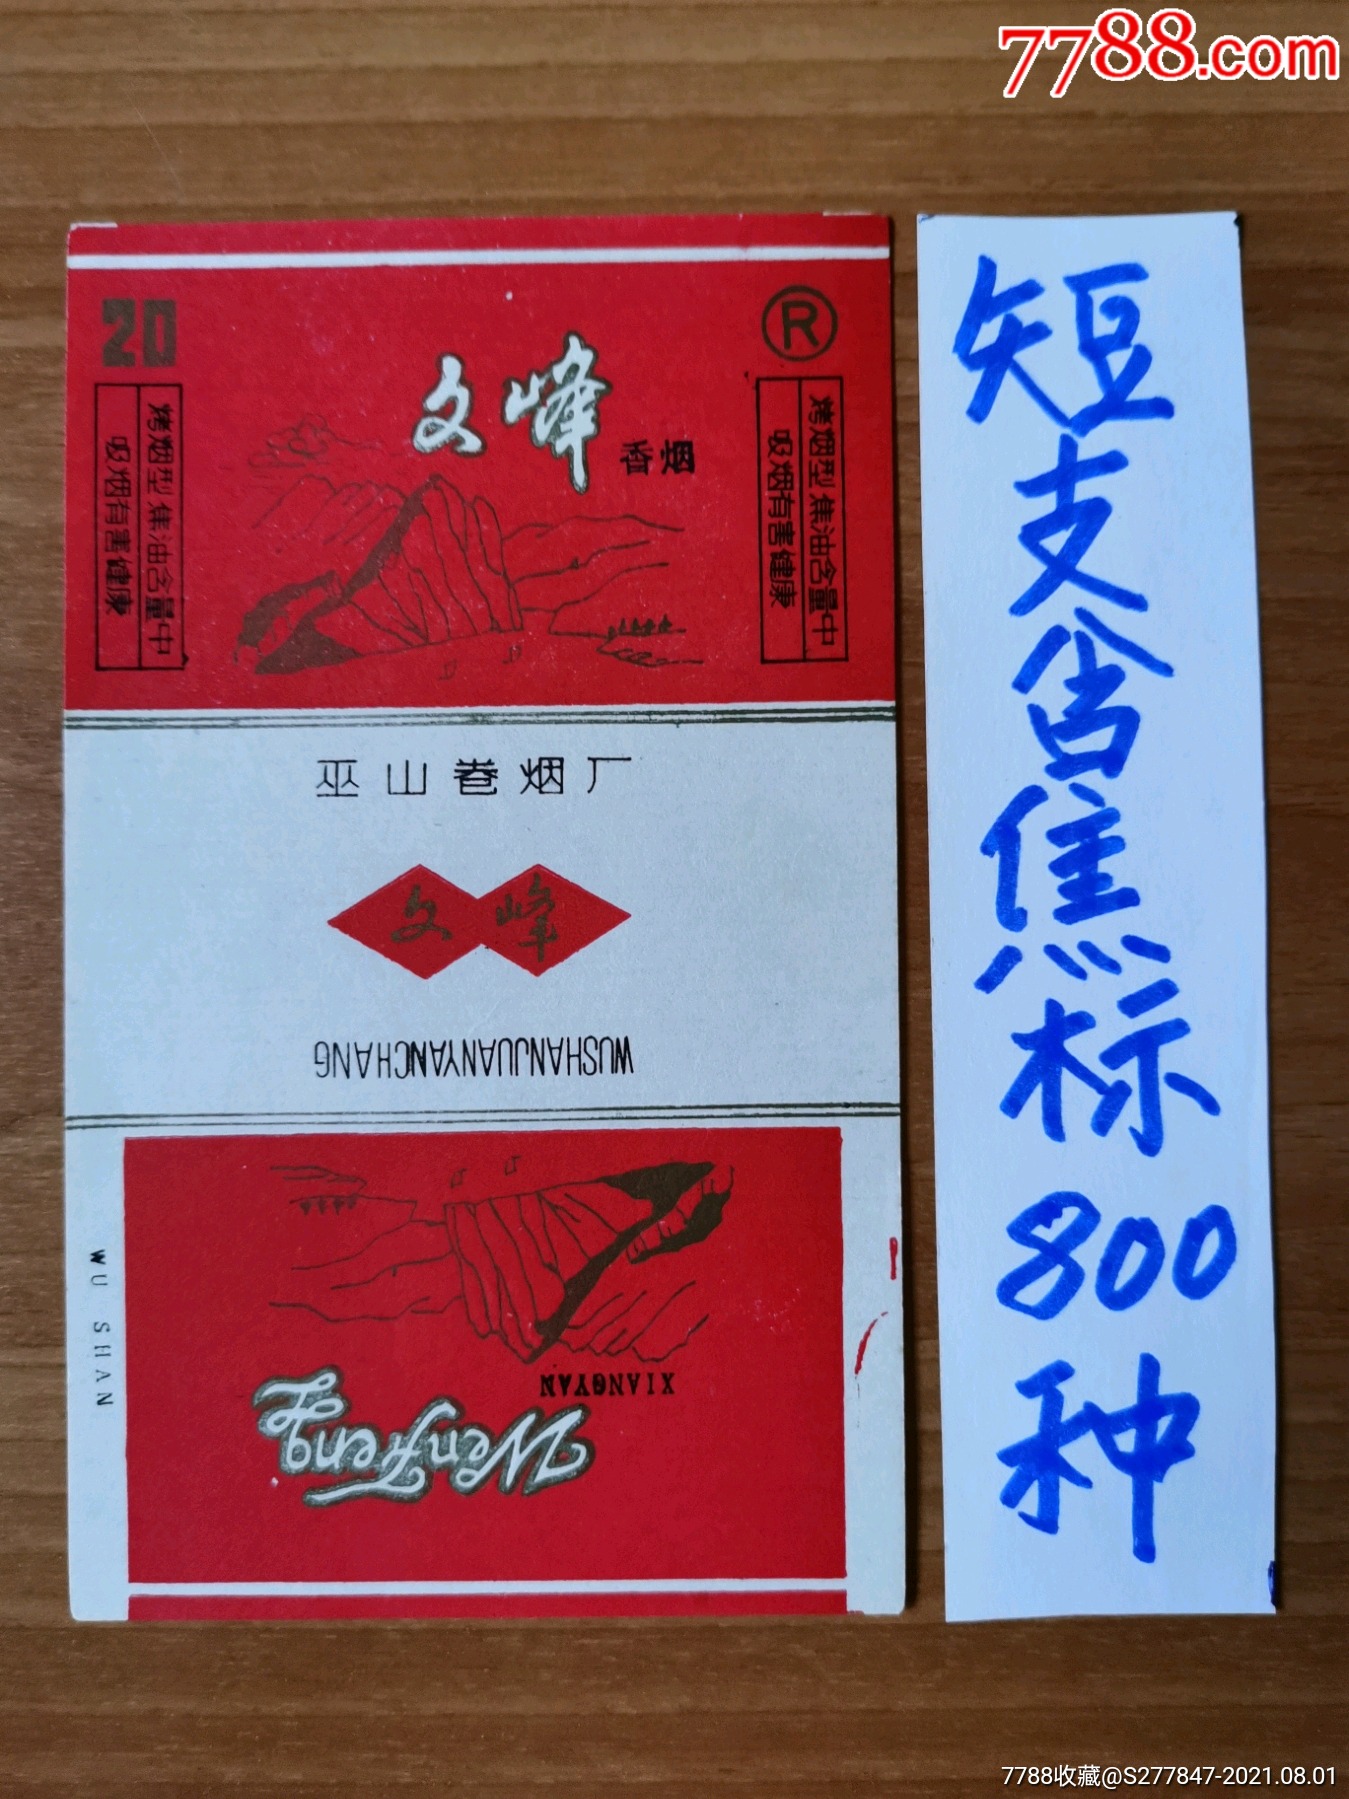 7788.com
20
R
文峰
香烟
烤烟型 焦油含量中
吸烟有害健康
烤烟型 焦油含量中
吸烟有害健康
巫山卷烟厂
文峰
WUSHANJUANYANCHANG
WU SHAN
XIANGYAN
WenFeng
短支含焦标800种
7788收藏@S277847-2021.08.01